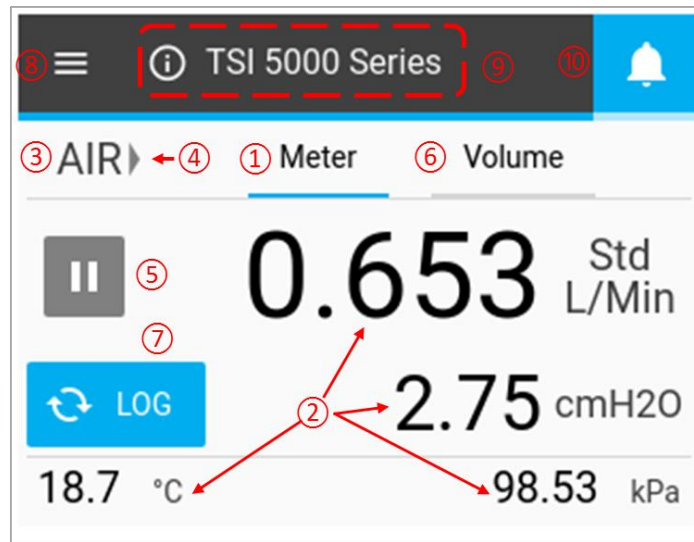 ⑧ ⓘ TSI 5000 Series ⑨ ⑩
③ AIR ④ ① Meter ⑥ Volume
⑤ 0.653 Std L/Min
⑦
LOG ② 2.75 cmH2O
18.7 °C 98.53 kPa